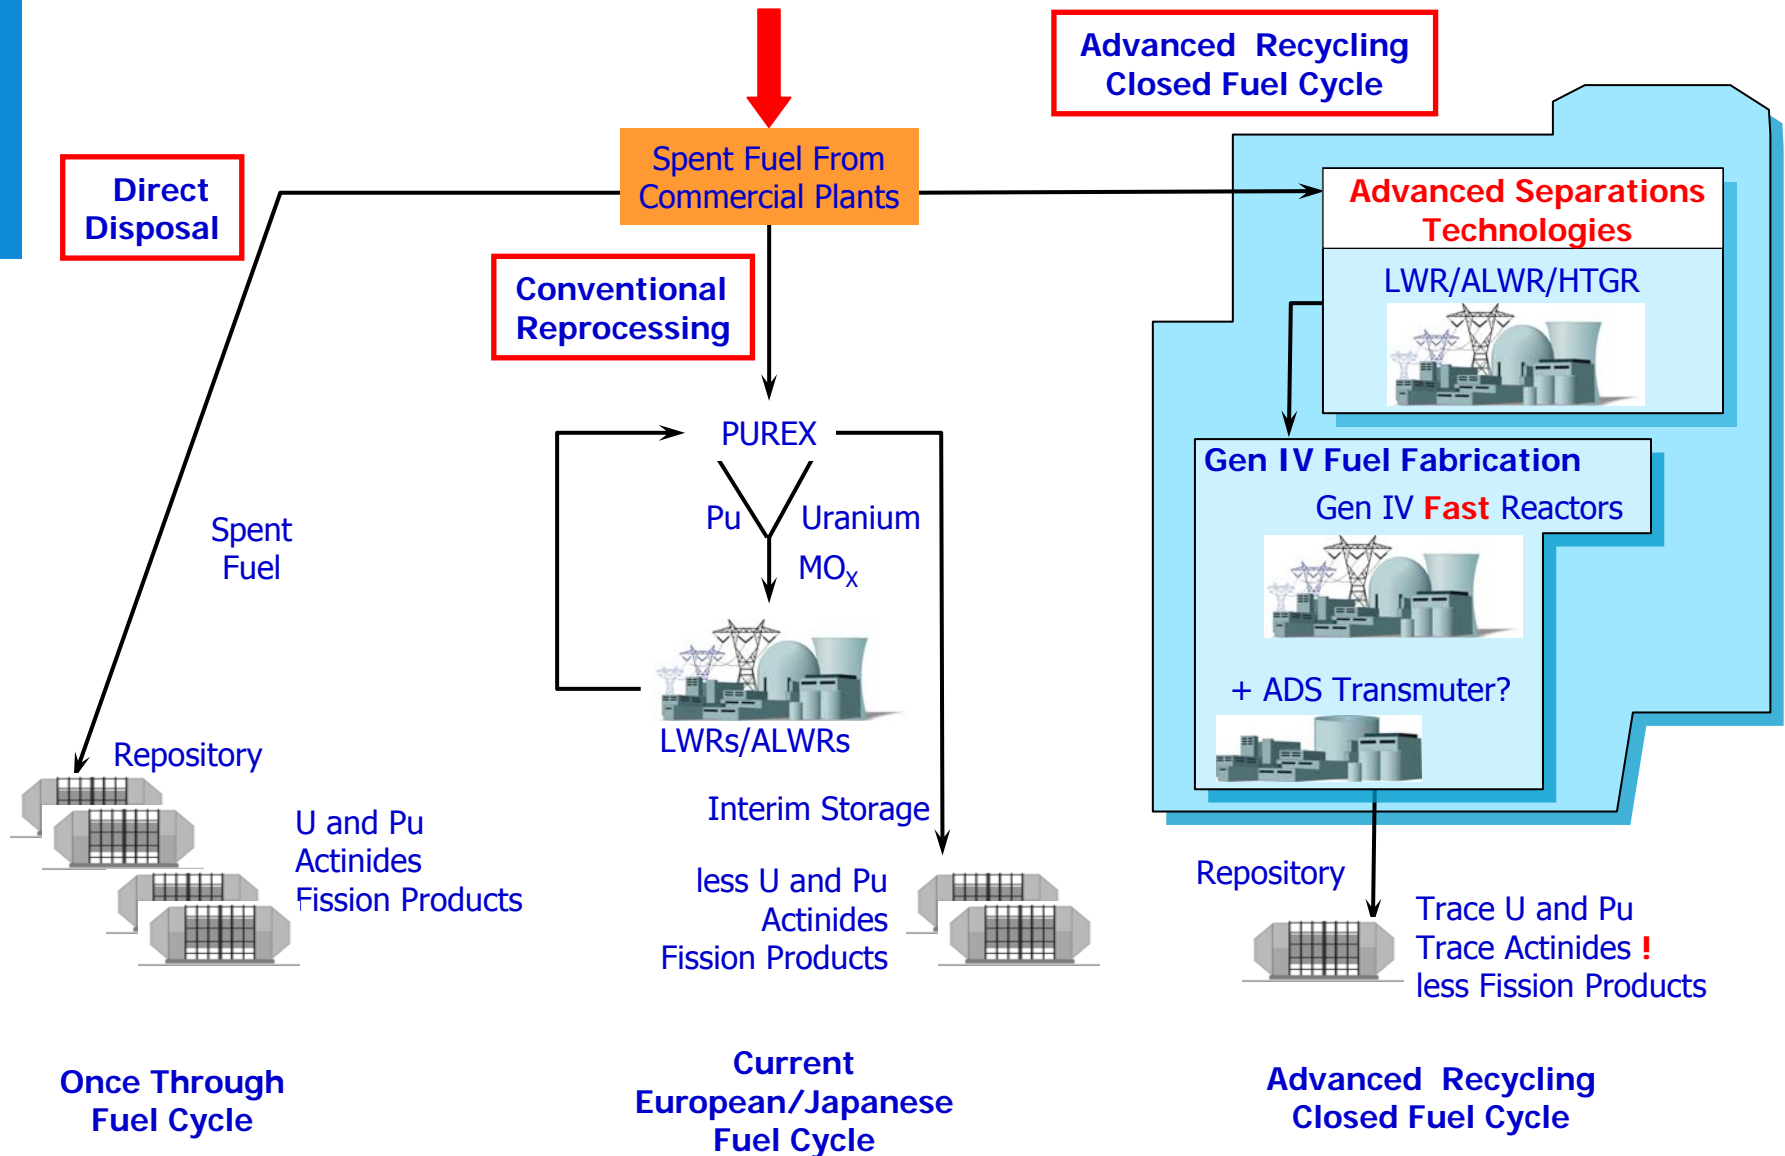 Advanced Recycling
Closed Fuel Cycle
Spent Fuel From
Commercial Plants
Direct
Disposal
Advanced Separations
Technologies
LWR/ALWR/HTGR
Conventional
Reprocessing
PUREX
Pu
Uranium
MOX
LWRs/ALWRs
Gen IV Fuel Fabrication
Gen IV Fast Reactors
+ ADS Transmuter?
Spent
Fuel
Repository
U and Pu
Actinides
Fission Products
Interim Storage
less U and Pu
Actinides
Fission Products
Repository
Trace U and Pu
Trace Actinides !
less Fission Products
Once Through
Fuel Cycle
Current
European/Japanese
Fuel Cycle
Advanced Recycling
Closed Fuel Cycle